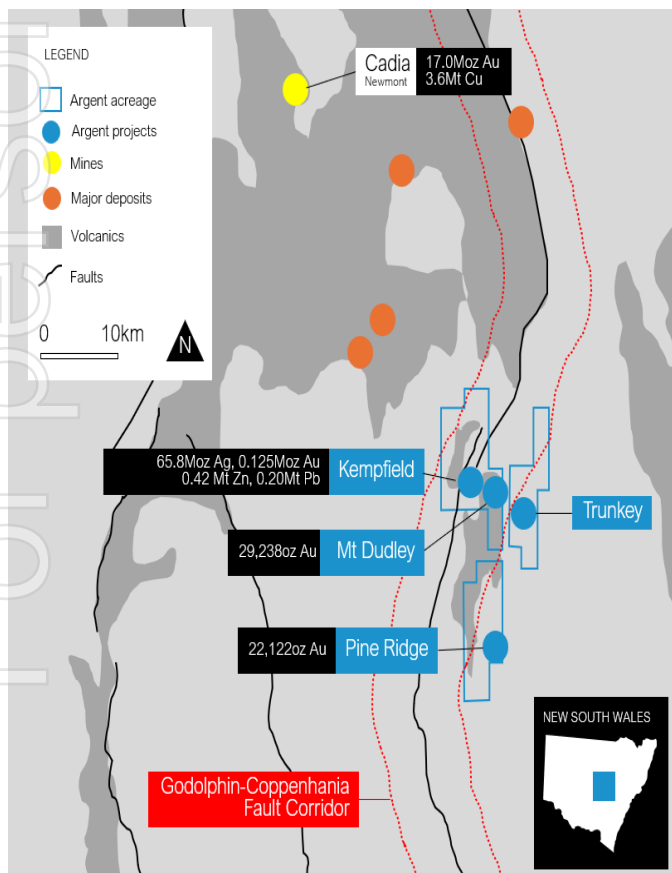 LEGEND
Argent acreage
Argent projects
Mines
Major deposits
Volcanics
Faults
0 10km
N
Cadia
Newmont
17.0Moz Au
3.6Mt Cu
65.8Moz Ag, 0.125Moz Au
0.42 Mt Zn, 0.20Mt Pb
Kempfield
Trunkey
29,238oz Au
Mt Dudley
22,122oz Au
Pine Ridge
Godolphin-Coppenhania
Fault Corridor
NEW SOUTH WALES